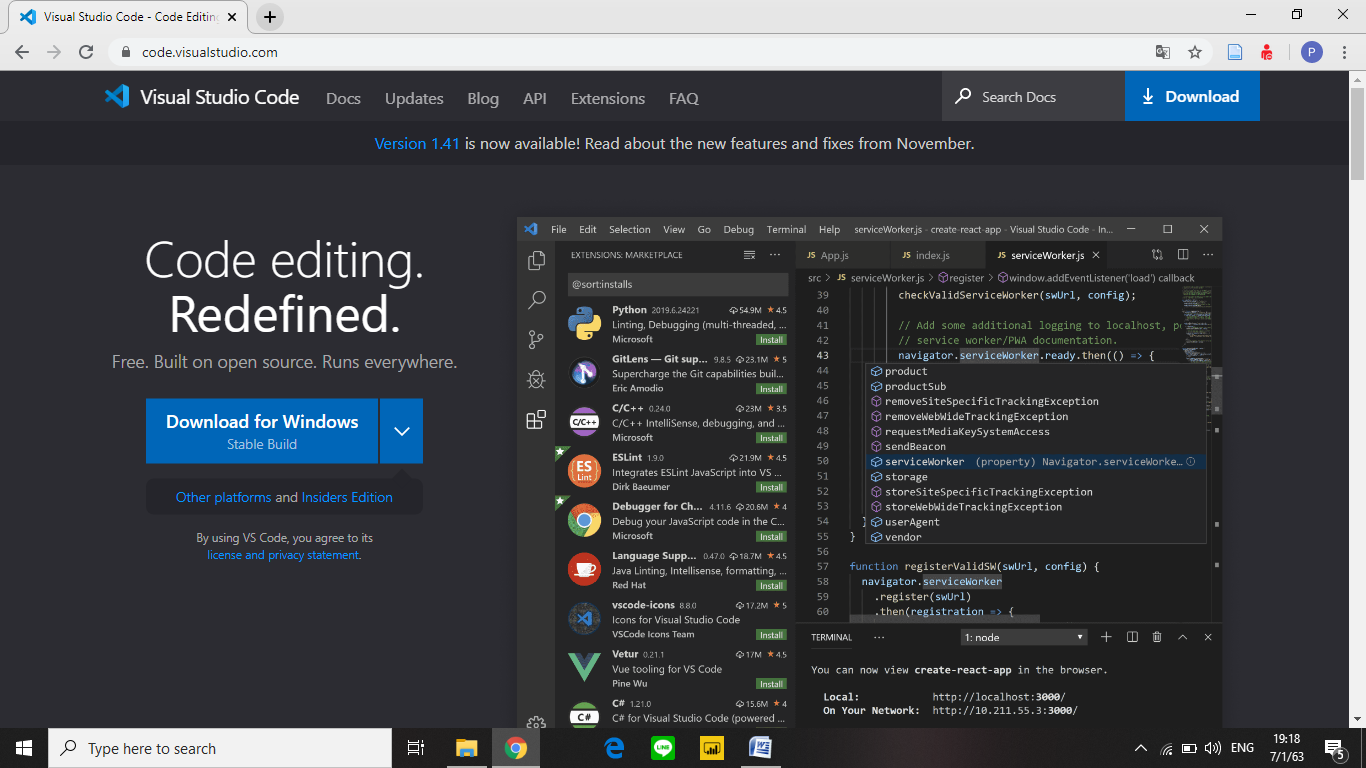 Visual Studio Code - Code Editing
code.visualstudio.com
P
Visual Studio Code
Docs
Updates
Blog
API
Extensions
FAQ
Search Docs
Download
Version 1.41 is now available! Read about the new features and fixes from November.
Code editing.
Redefined.
Free. Built on open source. Runs everywhere.
Download for Windows
Stable Build
Other platforms and Insiders Edition
By using VS Code, you agree to its
license and privacy statement.
File Edit Selection View Go Debug Terminal Help serviceWorker.js - create-react-app - Visual Studio Code - In...
EXTENSIONS: MARKETPLACE
@sort:installs
Python 2019.6.24221 54.9M ★ 4.5
Linting, Debugging (multi-threaded, ...
Microsoft Install
GitLens — Git sup... 9.8.5 23.1M ★ 5
Supercharge the Git capabilities buil...
Eric Amodio Install
C/C++
C/C++ 0.24.0 23M ★ 3.5
C/C++ IntelliSense, debugging, and ...
Microsoft Install
ES
Lint
ESLint 1.9.0 21.9M ★ 4.5
Integrates ESLint JavaScript into VS ...
Dirk Baeumer Install
Debugger for Ch... 4.11.6 20.6M ★ 4
Debug your JavaScript code in the C...
Microsoft Install
Language Supp... 0.47.0 18.7M ★ 4.5
Java Linting, Intellisense, formatting, ...
Red Hat Install
vscode-icons 8.8.0 17.2M ★ 5
Icons for Visual Studio Code
VSCode Icons Team Install
Vetur 0.21.1 17M ★ 4.5
Vue tooling for VS Code
Pine Wu Install
C#
C# 1.21.0 15.6M ★ 4
C# for Visual Studio Code (powered ...
JS App.js
JS index.js
JS serviceWorker.js
src > JS serviceWorker.js > register > window.addEventListener('load') callback
39 checkValidServiceWorker(swUrl, config);
40
41 // Add some additional logging to localhost, p
42 // service worker/PWA documentation.
43 navigator.serviceWorker.ready.then(() => {
44 product
45 productSub
46 removeSiteSpecificTrackingException
47 removeWebWideTrackingException
48 requestMediaKeySystemAccess
49 sendBeacon
50 serviceWorker (property) Navigator.serviceWorke...
51 storage
52 storeSiteSpecificTrackingException
53 storeWebWideTrackingException
54 } userAgent
55 } vendor
56
57 function registerValidSW(swUrl, config) {
58 navigator.serviceWorker
59 .register(swUrl)
60 .then(registration => {
TERMINAL ... 1: node
You can now view create-react-app in the browser.
Local: http://localhost:3000/
On Your Network: http://10.211.55.3:3000/
Type here to search
LINE
W
ENG
19:18
7/1/63
5